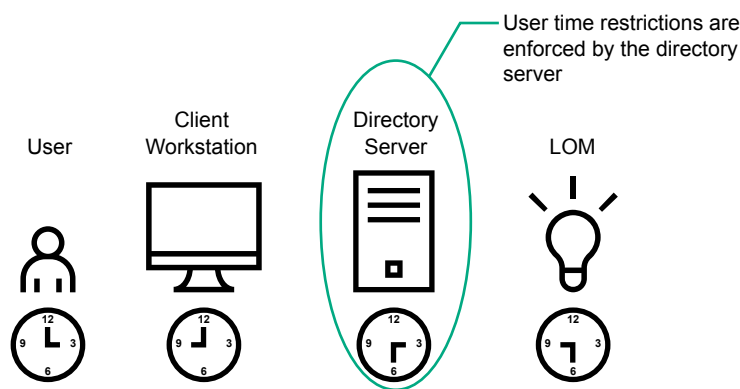 User time restrictions are
enforced by the directory
server
User
Client
Workstation
Directory
Server
LOM
12
9
3
6
12
9
3
6
12
9
3
6
12
9
3
6